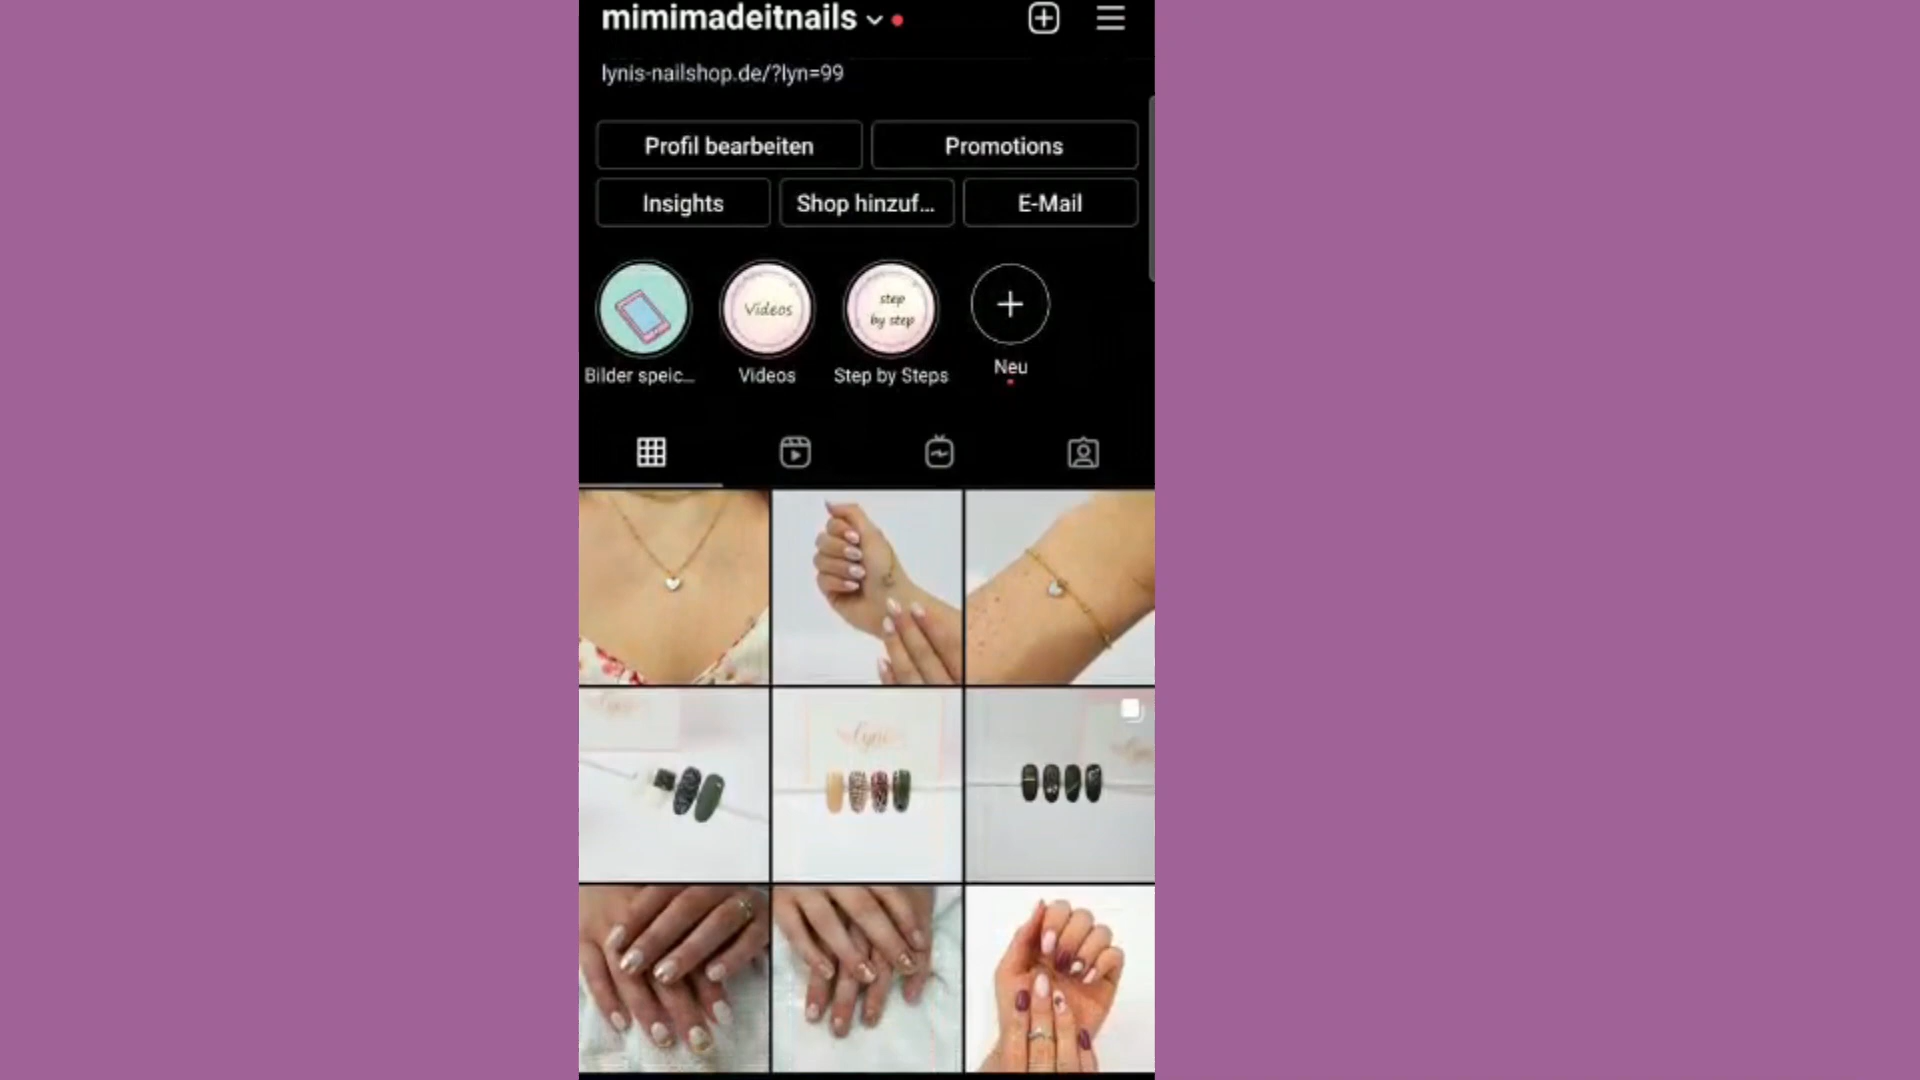 mimimadeitnails
lynis-nailshop.de/?lyn=99
Profil bearbeiten
Promotions
Insights
Shop hinzuf...
E-Mail
Videos
step
by step
Bilder speic...
Videos
Step by Steps
Neu